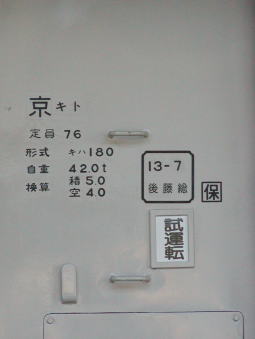 京キト
定員 76
形式 キハ180
自重 42.0t
換算 積 5.0
空 4.0
13-7
後藤総
保
試運転